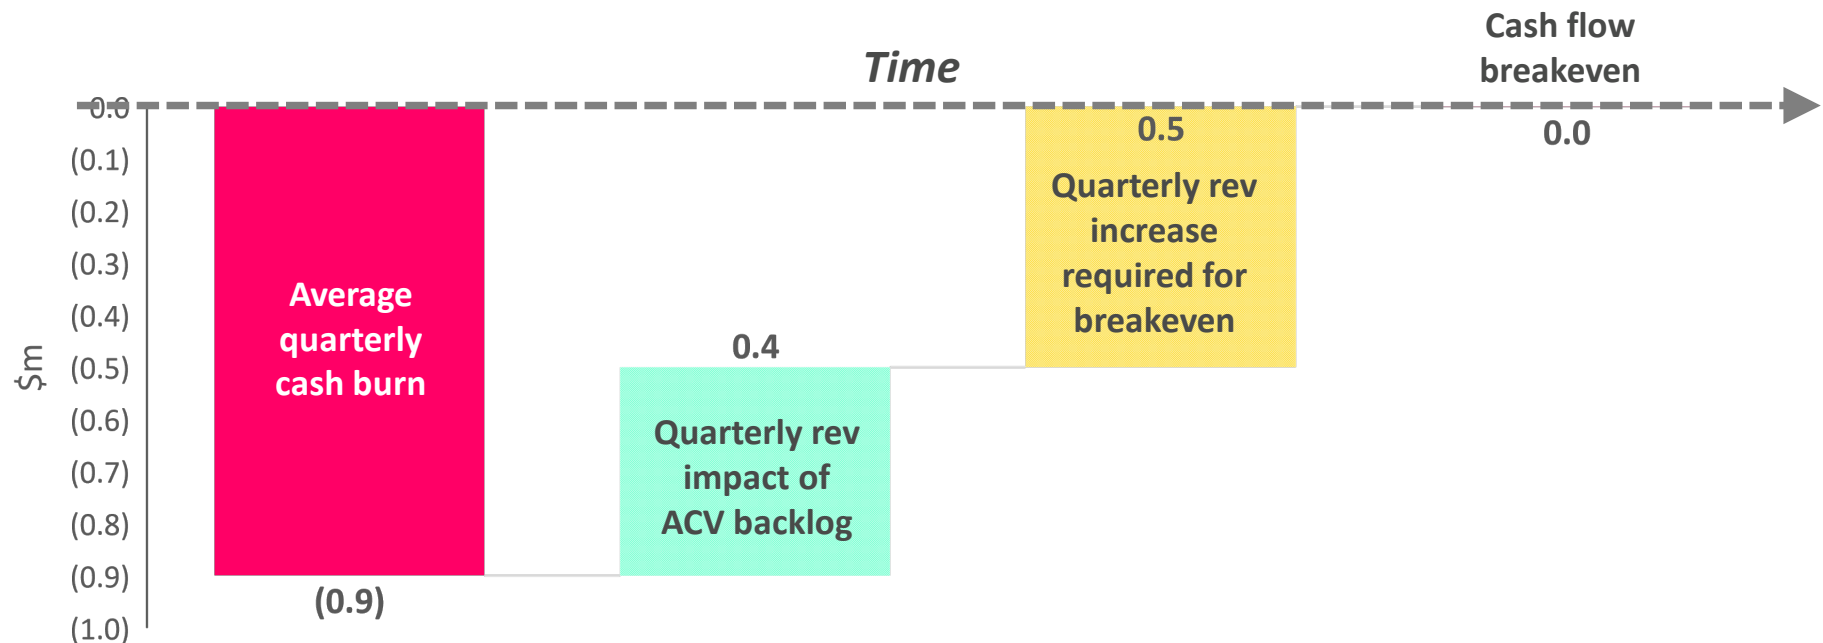 Time
Cash flow
breakeven
0.0
(0.1)
(0.2)
(0.3)
(0.4)
(0.5)
(0.6)
(0.7)
(0.8)
(0.9)
(1.0)
$m
Average
quarterly
cash burn
(0.9)
0.4
Quarterly rev
impact of
ACV backlog
0.5
Quarterly rev
increase
required for
breakeven
0.0